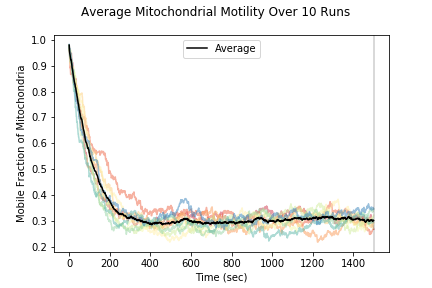 Average Mitochondrial Motility Over 10 Runs
Average
Mobile Fraction of Mitochondria
1.0
0.9
0.8
0.7
0.6
0.5
0.4
0.3
0.2
0 200 400 600 800 1000 1200 1400
Time (sec)